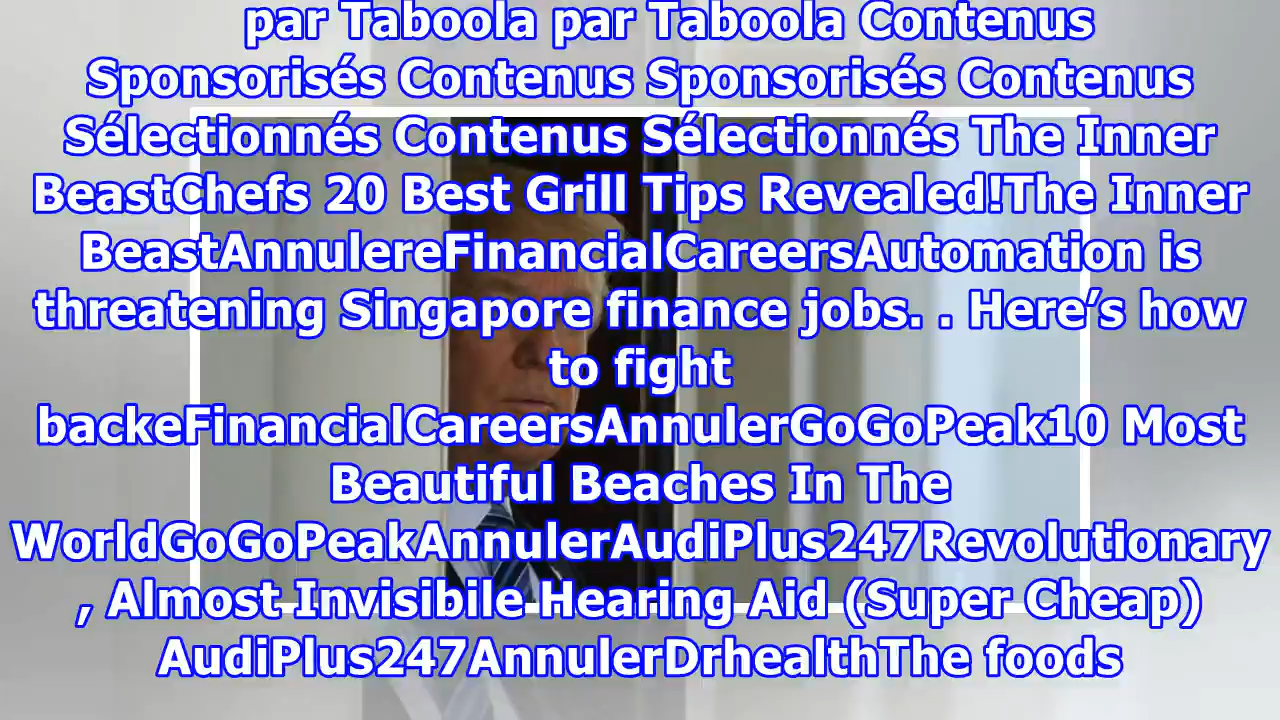 par Taboola par Taboola Contenus
Sponsorisés Contenus Sponsorisés Contenus
Sélectionnés Contenus Sélectionnés The Inner
BeastChefs 20 Best Grill Tips Revealed!The Inner
BeastAnnulereFinancialCareersAutomation is
threatening Singapore finance jobs. . Here’s how
to fight
backeFinancialCareersAnnulerGoGoPeak10 Most
Beautiful Beaches In The
WorldGoGoPeakAnnulerAudiPlus247Revolutionary
, Almost Invisibile Hearing Aid (Super Cheap)
AudiPlus247AnnulerDrhealthThe foods